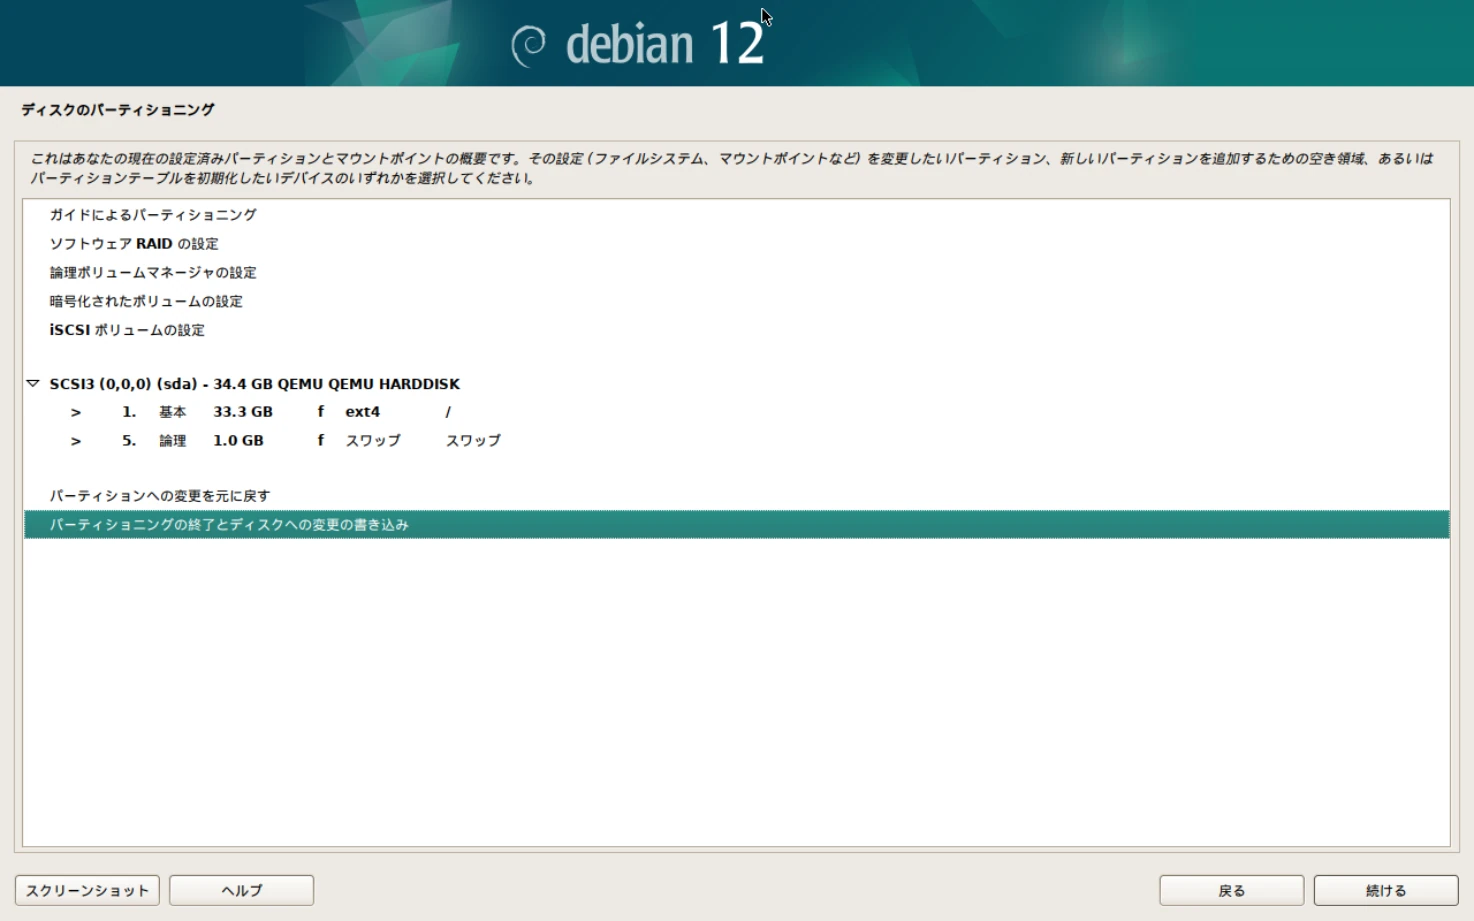 debian 12
ディスクのパーティショニング
これはあなたの現在の設定済みパーティションとマウントポイントの概要です。その設定 (ファイルシステム、マウントポイントなど) を変更したいパーティション、新しいパーティションを追加するための空き領域、あるいは
パーティションテーブルを初期化したいデバイスのいずれかを選択してください。
ガイドによるパーティショニング
ソフトウェア RAID の設定
論理ボリュームマネージャの設定
暗号化されたボリュームの設定
iSCSI ボリュームの設定
SCSI3 (0,0,0) (sda) - 34.4 GB QEMU QEMU HARDDISK
> 1. 基本 33.3 GB f ext4 /
> 5. 論理 1.0 GB f スワップ スワップ
パーティションへの変更を元に戻す
パーティショニングの終了とディスクへの変更の書き込み
スクリーンショット ヘルプ 戻る 続ける